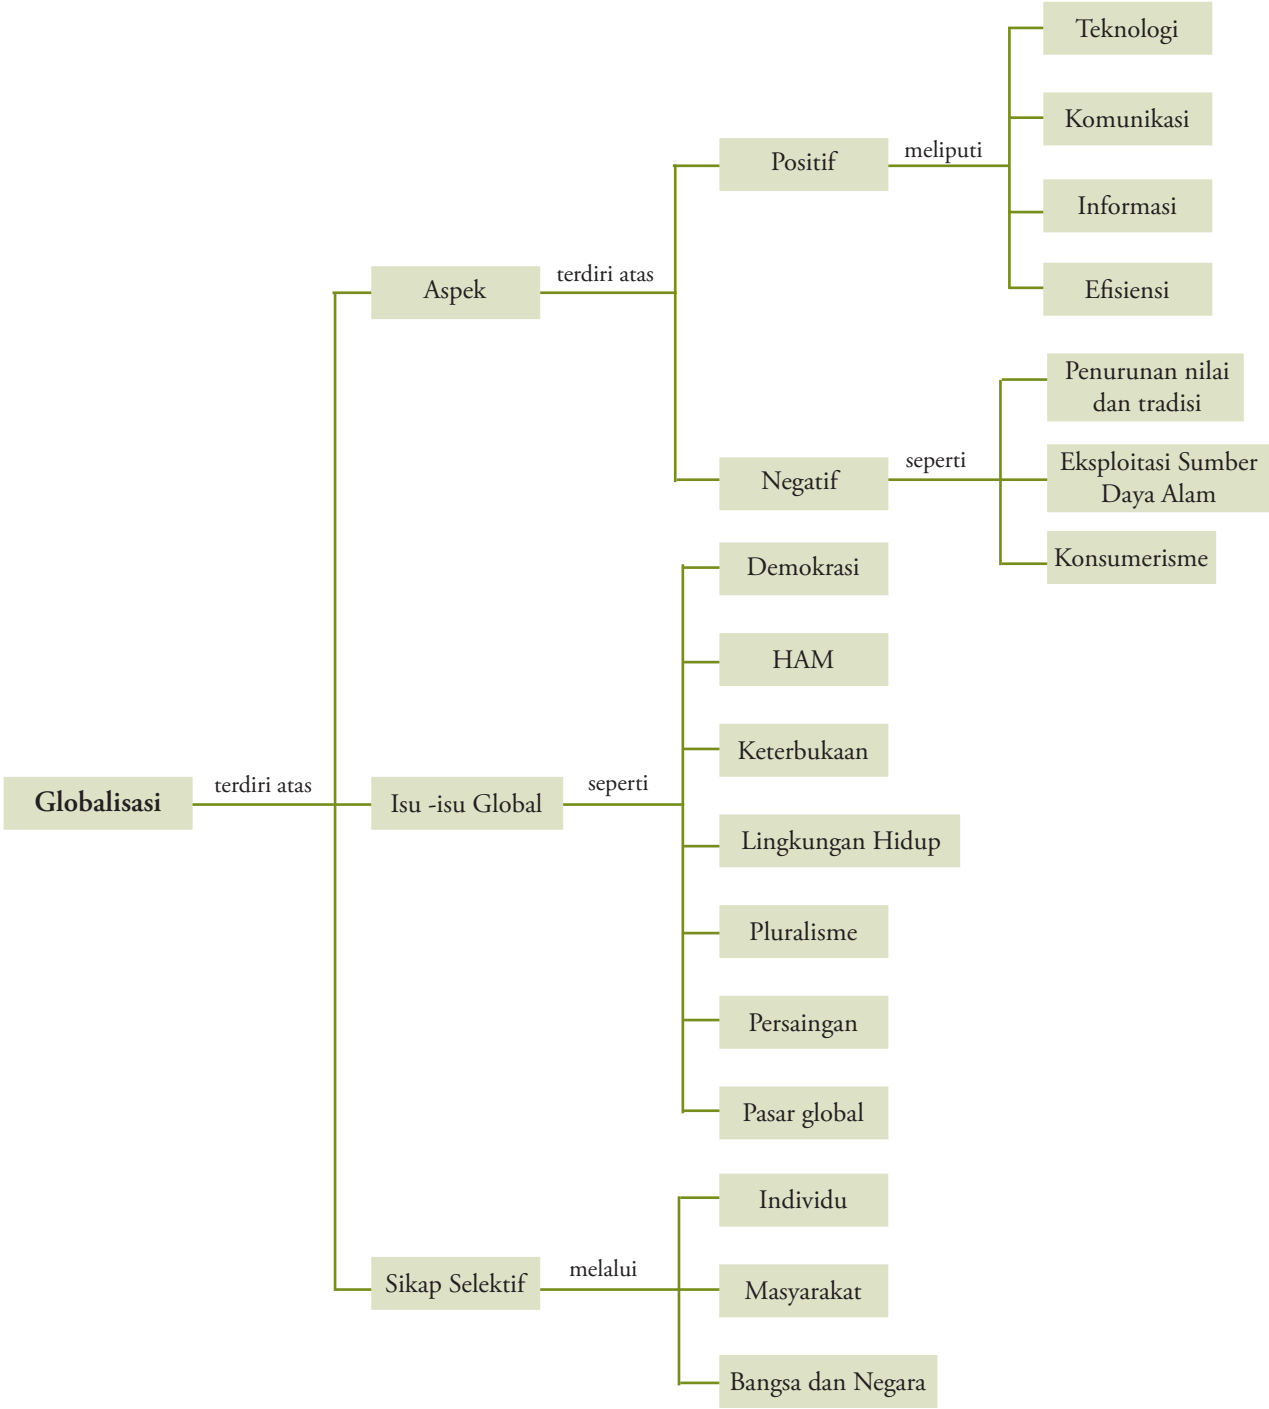 Globalisasi
terdiri atas
Aspek
terdiri atas
Positif
meliputi
Teknologi
Komunikasi
Informasi
Efisiensi
Negatif
seperti
Penurunan nilai
dan tradisi
Eksploitasi Sumber
Daya Alam
Konsumerisme
Isu -isu Global
seperti
Demokrasi
HAM
Keterbukaan
Lingkungan Hidup
Pluralisme
Persaingan
Pasar global
Sikap Selektif
melalui
Individu
Masyarakat
Bangsa dan Negara